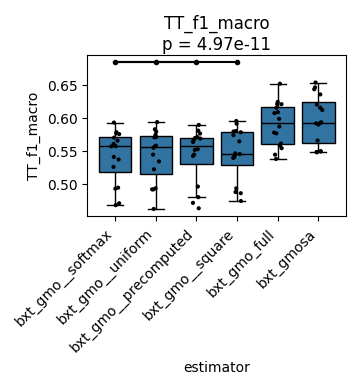 TT_f1_macro
p = 4.97e-11
TT_f1_macro
0.65
0.60
0.55
0.50
bxt_gmo__softmax
bxt_gmo__uniform
bxt_gmo__precomputed
bxt_gmo__square
bxt_gmo_full
bxt_gmosa
estimator